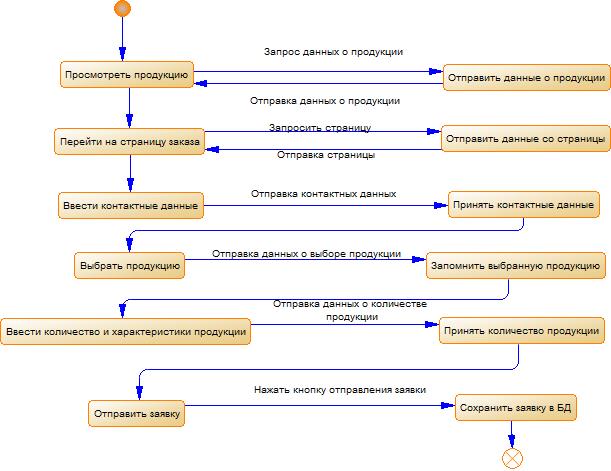 Запрос данных о продукции
Просмотреть продукцию
Отправить данные о продукции
Отправка данных о продукции
Запросить страницу
Перейти на страницу заказа
Отправить данные со страницы
Отправка страницы
Отправка контактных данных
Ввести контактные данные
Принять контактные данные
Отправка данных о выборе продукции
Выбрать продукцию
Запомнить выбранную продукцию
Отправка данных о количестве
продукции
Ввести количество и характеристики продукции
Принять количество продукции
Нажать кнопку отправления заявки
Отправить заявку
Сохранить заявку в БД